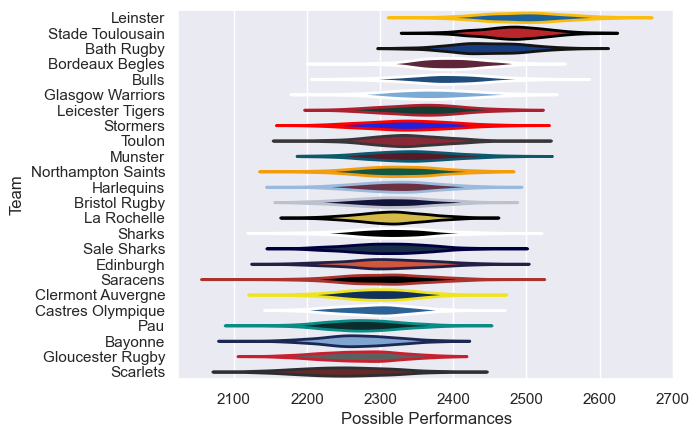 Leinster
Stade Toulousain
Bath Rugby
Bordeaux Begles
Bulls
Glasgow Warriors
Leicester Tigers
Stormers
Toulon
Munster
Northampton Saints
Harlequins
Bristol Rugby
La Rochelle
Sharks
Sale Sharks
Edinburgh
Saracens
Clermont Auvergne
Castres Olympique
Pau
Bayonne
Gloucester Rugby
Scarlets
Team
2100 2200 2300 2400 2500 2600 2700
Possible Performances